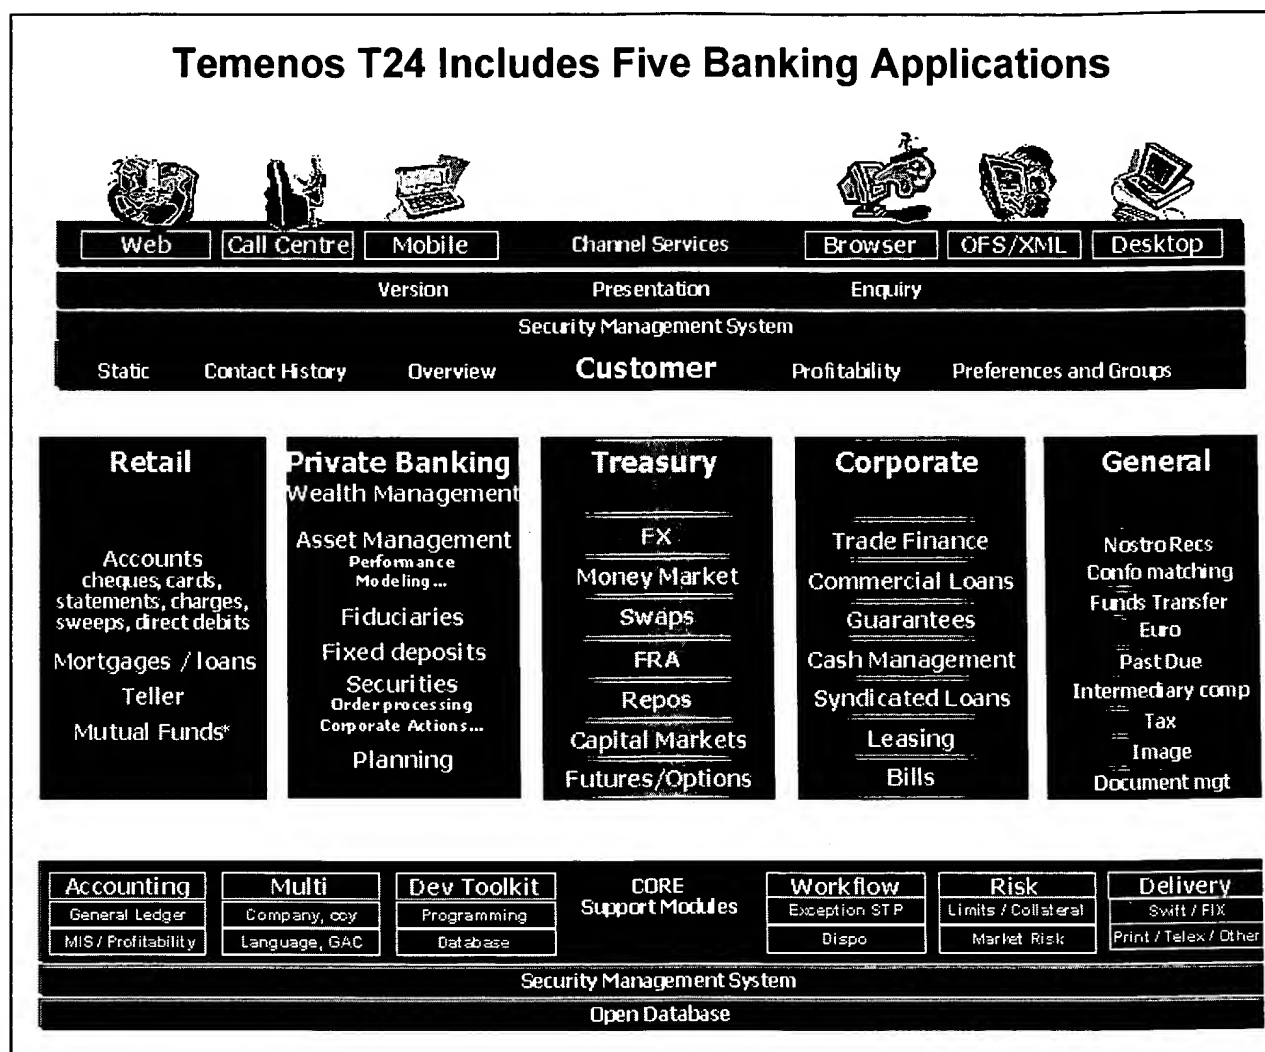 Temenos T24 Includes Five Banking Applications
Web Call Centre Mobile Channel Services Browser OFS/XML Desktop
Version Presentation Enquiry
Security Management System
Static Contact History Overview Customer Profitability Preferences and Groups
Retail
Accounts
cheques, cards,
statements, charges,
sweeps, direct debits
Mortgages / loans
Teller
Mutual Funds*
Private Banking
Wealth Management
Asset Management
Performance
Modeling...
Fiduciaries
Fixed deposits
Securities
Order processing
Corporate Actions...
Planning
Treasury
FX
Money Market
Swaps
FRA
Repos
Capital Markets
Futures/Options
Corporate
Trade Finance
Commercial Loans
Guarantees
Cash Management
Syndicated Loans
Leasing
Bills
General
Nostro Recs
Confo matching
Funds Transfer
Euro
Past Due
Intermediary comp
Tax
Image
Document mgt
Accounting
General Ledger
MIS / Profitability
Multi
Company, ccy
Language, GAC
Dev Toolkit
Programming
Database
CORE
Support Modules
Workflow
Exception STP
Dispo
Risk
Limits / Collateral
Market Risk
Delivery
Swift / FIX
Print / Telex / Other
Security Management System
Open Database